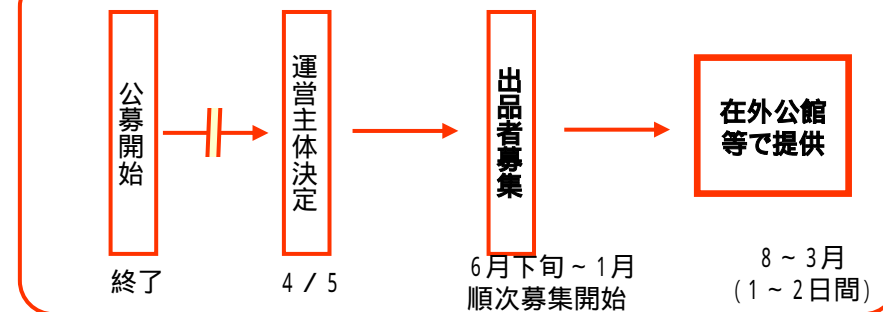 公募開始
運営主体決定
出品者募集
在外公館
等で提供
終了
4/5
6月下旬~1月
順次募集開始
8~3月
(1~2日間)